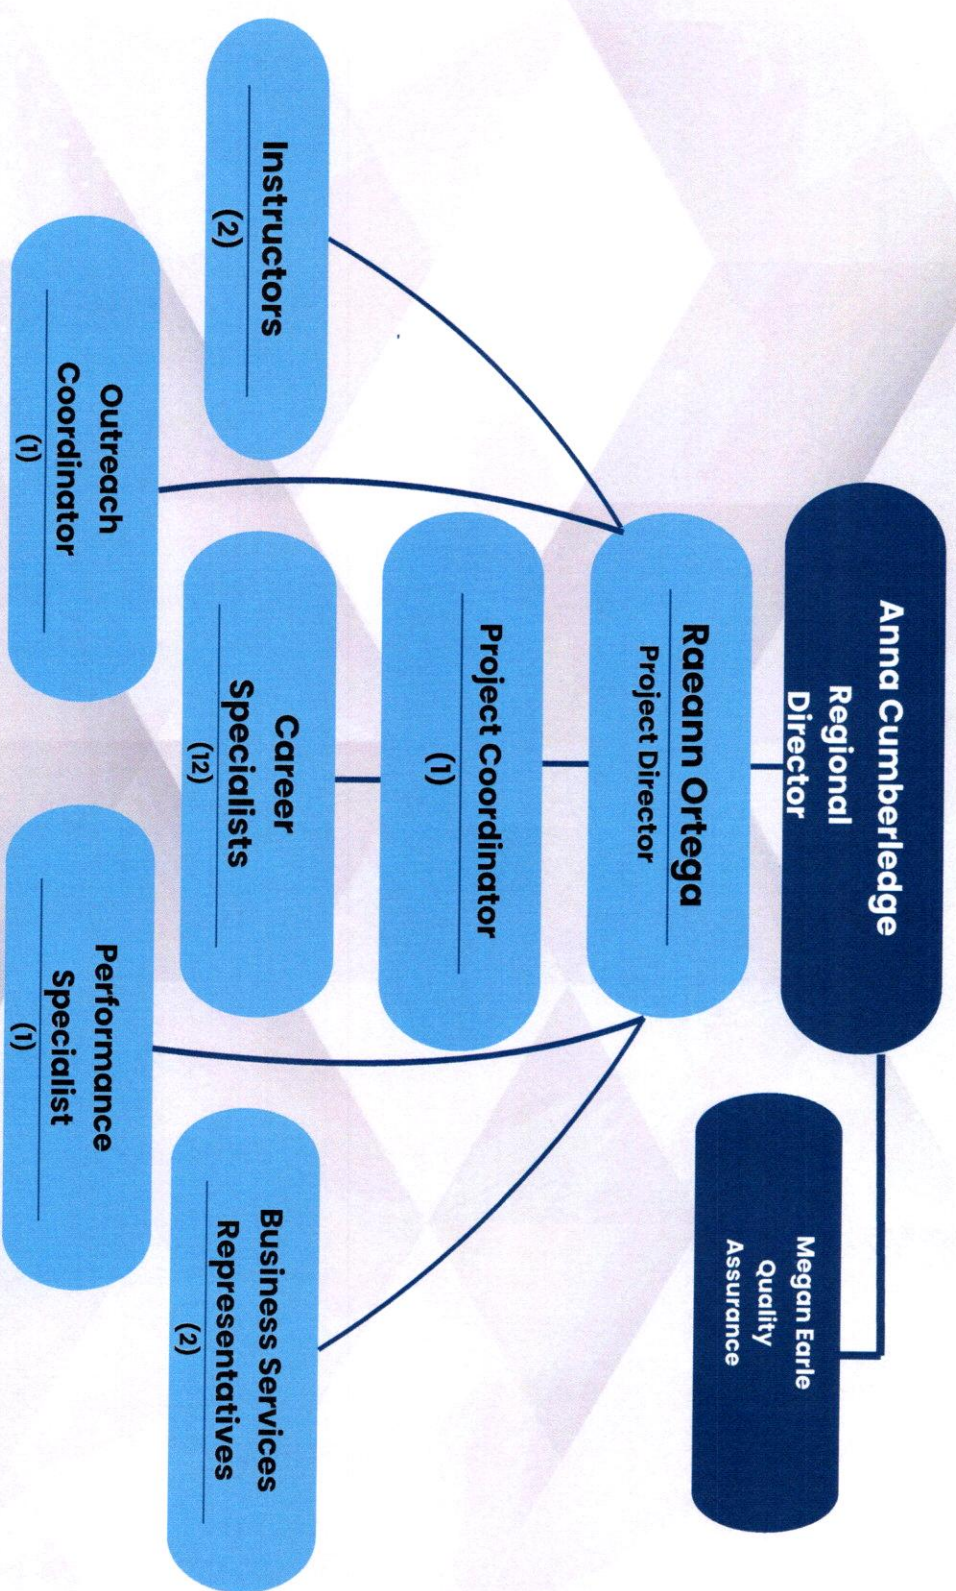 Anna Cumberledge
Regional
Director
Megan Earle
Quality
Assurance
Raeann Ortega
Project Director
Project Coordinator
(1)
Instructors
(2)
Career
Specialists
(12)
Business Services
Representatives
(2)
Outreach
Coordinator
(1)
Performance
Specialist
(1)